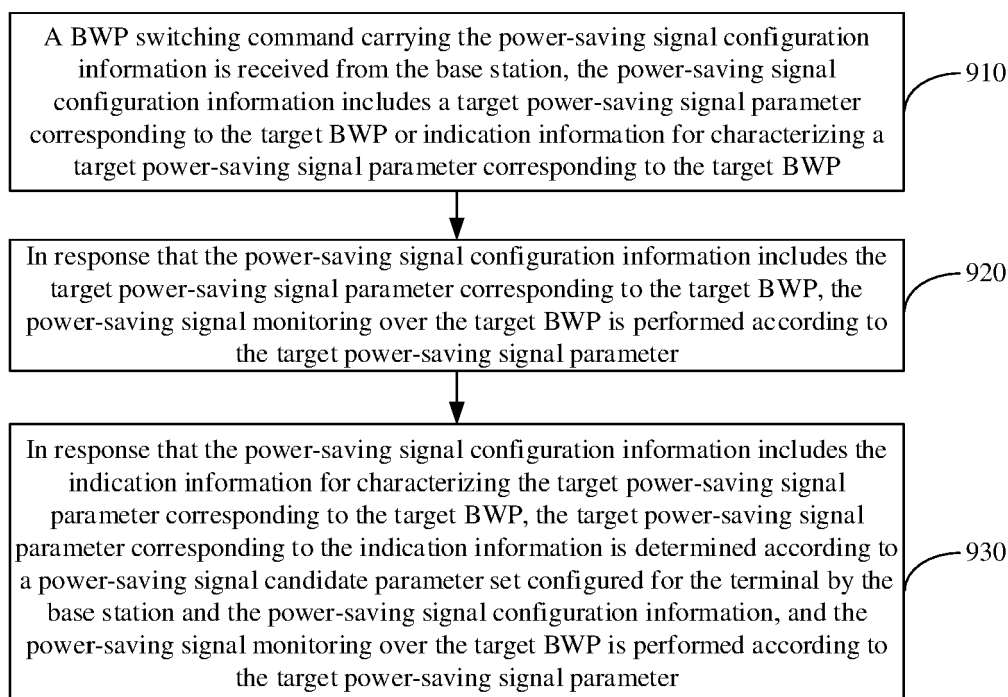 A BWP switching command carrying the power-saving signal configuration
information is received from the base station, the power-saving signal
configuration information includes a target power-saving signal parameter
corresponding to the target BWP or indication information for characterizing a
target power-saving signal parameter corresponding to the target BWP
910
In response that the power-saving signal configuration information includes the
target power-saving signal parameter corresponding to the target BWP, the
power-saving signal monitoring over the target BWP is performed according to
the target power-saving signal parameter
920
In response that the power-saving signal configuration information includes the
indication information for characterizing the target power-saving signal
parameter corresponding to the target BWP, the target power-saving signal
parameter corresponding to the indication information is determined according to
a power-saving signal candidate parameter set configured for the terminal by the
base station and the power-saving signal configuration information, and the
power-saving signal monitoring over the target BWP is performed according to
the target power-saving signal parameter
930